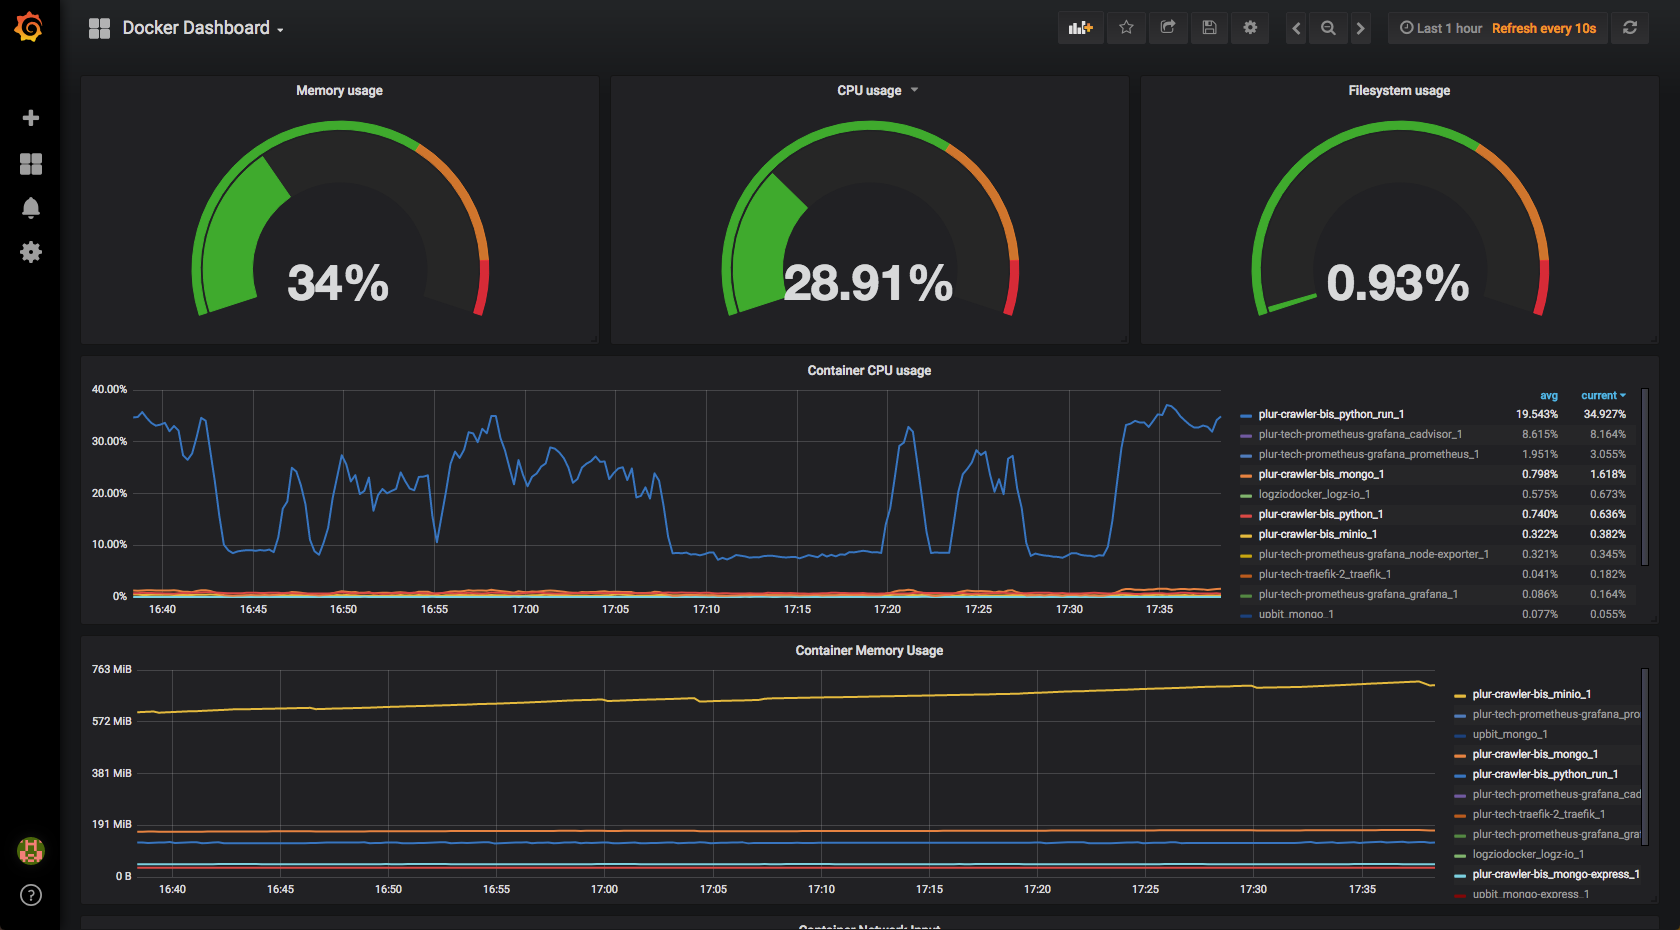 Docker Dashboard
Last 1 hour Refresh every 10s
Memory usage
34%
CPU usage
28.91%
Filesystem usage
0.93%
Container CPU usage
40.00%
30.00%
20.00%
10.00%
0%
16:40 16:45 16:50 16:55 17:00 17:05 17:10 17:15 17:20 17:25 17:30 17:35
avg current
plur-crawler-bis_python_run_1 19.543% 34.927%
plur-tech-prometheus-grafana_cadvisor_1 8.615% 8.164%
plur-tech-prometheus-grafana_prometheus_1 1.951% 3.055%
plur-crawler-bis_mongo_1 0.798% 1.618%
logziodocker_logz-io_1 0.575% 0.673%
plur-crawler-bis_python_1 0.740% 0.636%
plur-crawler-bis_minio_1 0.322% 0.382%
plur-tech-prometheus-grafana_node-exporter_1 0.321% 0.345%
plur-tech-traefik-2_traefik_1 0.041% 0.182%
plur-tech-prometheus-grafana_grafana_1 0.086% 0.164%
upbit_mongo_1 0.077% 0.055%
Container Memory Usage
763 MiB
572 MiB
381 MiB
191 MiB
0 B
16:40 16:45 16:50 16:55 17:00 17:05 17:10 17:15 17:20 17:25 17:30 17:35
plur-crawler-bis_minio_1
plur-tech-prometheus-grafana_pro
upbit_mongo_1
plur-crawler-bis_mongo_1
plur-crawler-bis_python_run_1
plur-tech-prometheus-grafana_cad
plur-tech-traefik-2_traefik_1
plur-tech-prometheus-grafana_gra
logziodocker_logz-io_1
plur-crawler-bis_mongo-express_1
upbit_mongo-express_1
Container Network Input